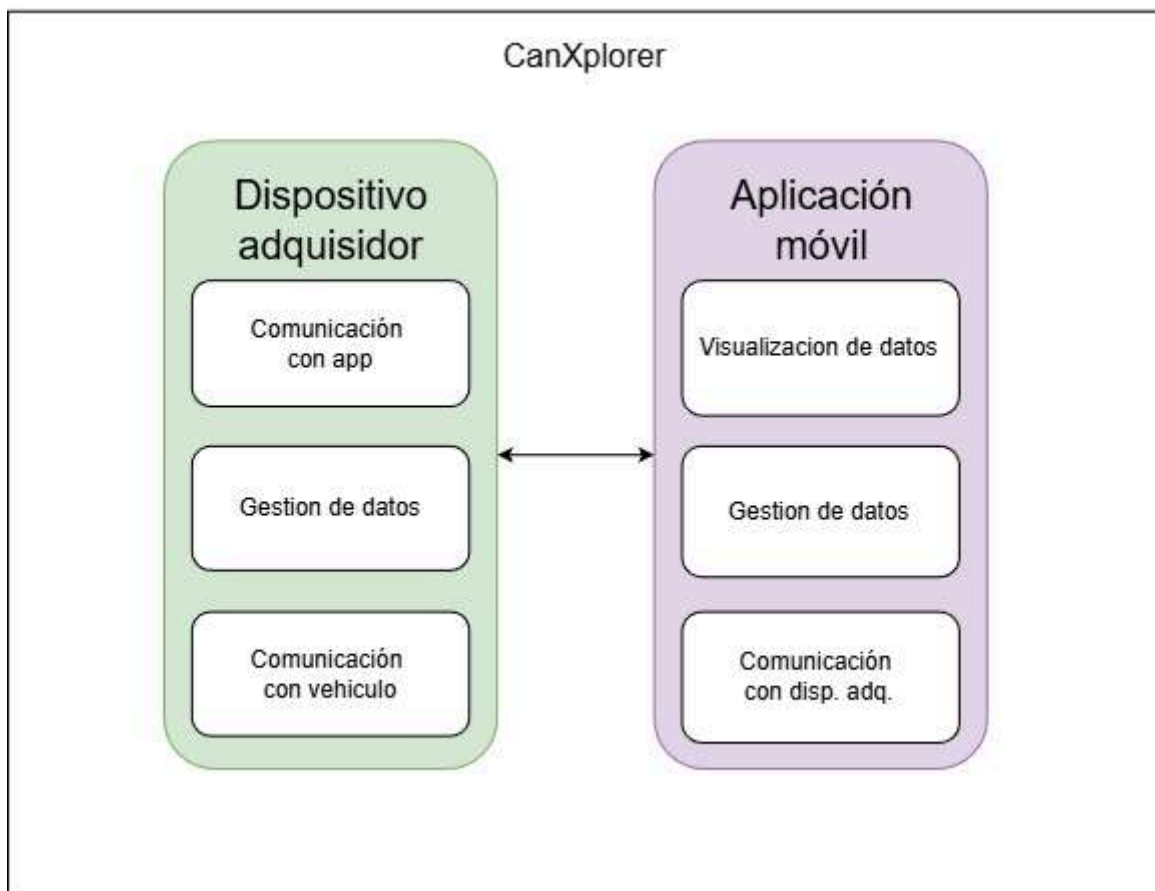 CanXplorer
Dispositivo
adquisidor
Comunicación
con app
Gestion de datos
Comunicación
con vehiculo
Aplicación
móvil
Visualizacion de datos
Gestion de datos
Comunicación
con disp. adq.